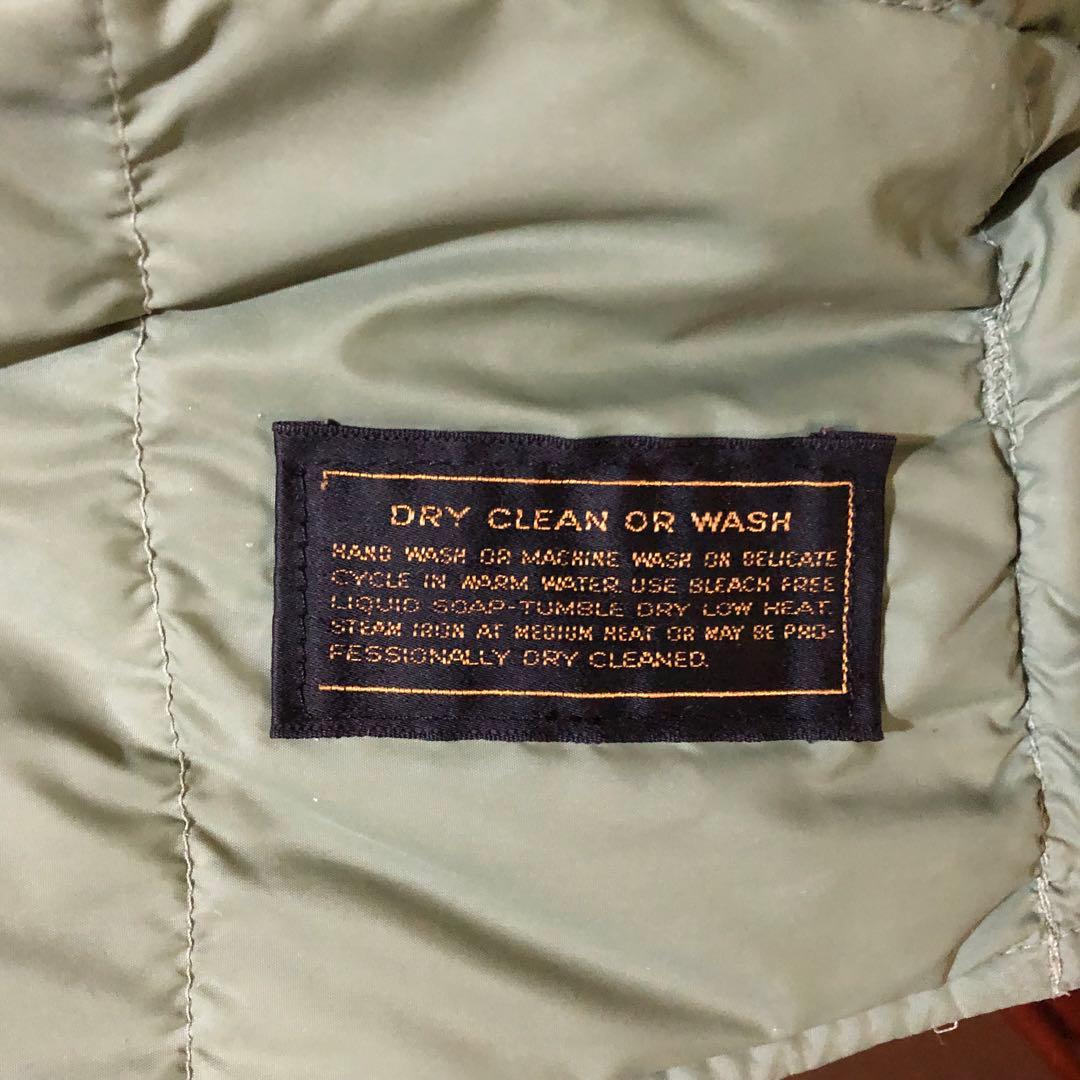 DRY CLEAN OR WASH
HAND WASH OR MACHINE WASH ON DELICATE
CYCLE IN WARM WATER. USE BLEACH FREE
LIQUID SOAP-TUMBLE DRY LOW HEAT.
STEAM IRON AT MEDIUM HEAT OR MAY BE PRO-
FESSIONALLY DRY CLEANED.